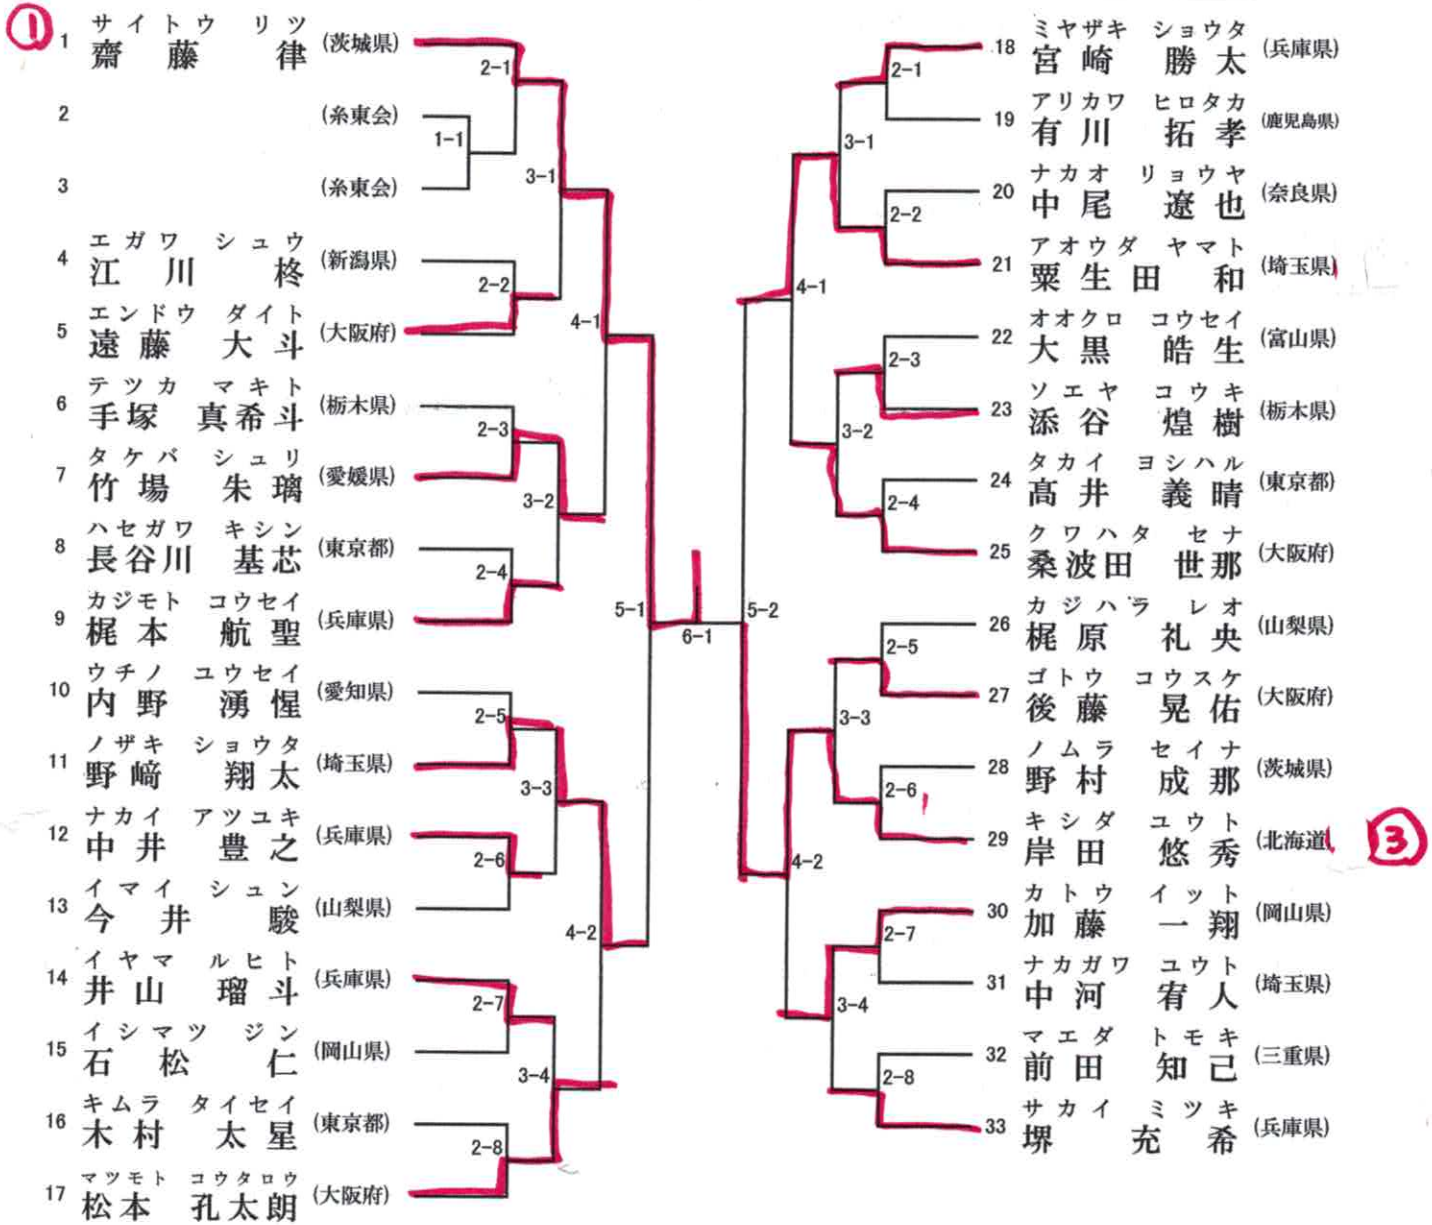 ①
サイトウ リツ
1 齋藤 律 (茨城県)
2 (糸東会)
3 (糸東会)
エガワ シュウ
4 江川 柊 (新潟県)
エンドウ ダイト
5 遠藤 大斗 (大阪府)
テツカ マキト
6 手塚 真希斗 (栃木県)
タケバ シュリ
7 竹場 朱璃 (愛媛県)
ハセガワ キシン
8 長谷川 基芯 (東京都)
カジモト コウセイ
9 梶本 航聖 (兵庫県)
ウチノ ユウセイ
10 内野 湧惺 (愛知県)
ノザキ ショウタ
11 野﨑 翔太 (埼玉県)
ナカイ アツユキ
12 中井 豊之 (兵庫県)
イマイ シュン
13 今井 駿 (山梨県)
イヤマ ルヒト
14 井山 瑠斗 (兵庫県)
イシマツ ジン
15 石松 仁 (岡山県)
キムラ タイセイ
16 木村 太星 (東京都)
マツモト コウタロウ
17 松本 孔太朗 (大阪府)
2-1
1-1
3-1
2-2
4-1
2-3
3-2
2-4
5-1
2-5
3-3
2-6
4-2
2-7
3-4
2-8
6-1
5-2
2-1
3-1
2-2
4-1
2-3
3-2
2-4
2-5
3-3
2-6
4-2
2-7
3-4
2-8
ミヤザキ ショウタ
18 宮崎 勝太 (兵庫県)
アリカワ ヒロタカ
19 有川 拓孝 (鹿児島県)
ナカオ リョウヤ
20 中尾 遼也 (奈良県)
アオウダ ヤマト
21 粟生田 和 (埼玉県)
オオクロ コウセイ
22 大黒 皓生 (富山県)
ソエヤ コウキ
23 添谷 煌樹 (栃木県)
タカイ ヨシハル
24 髙井 義晴 (東京都)
クワハタ セナ
25 桑波田 世那 (大阪府)
カジハラ レオ
26 梶原 礼央 (山梨県)
ゴトウ コウスケ
27 後藤 晃佑 (大阪府)
ノムラ セイナ
28 野村 成那 (茨城県)
キシダ ユウト
29 岸田 悠秀 (北海道)
③
カトウ イット
30 加藤 一翔 (岡山県)
ナカガワ ユウト
31 中河 宥人 (埼玉県)
マエダ トモキ
32 前田 知己 (三重県)
サカイ ミツキ
33 堺 充希 (兵庫県)